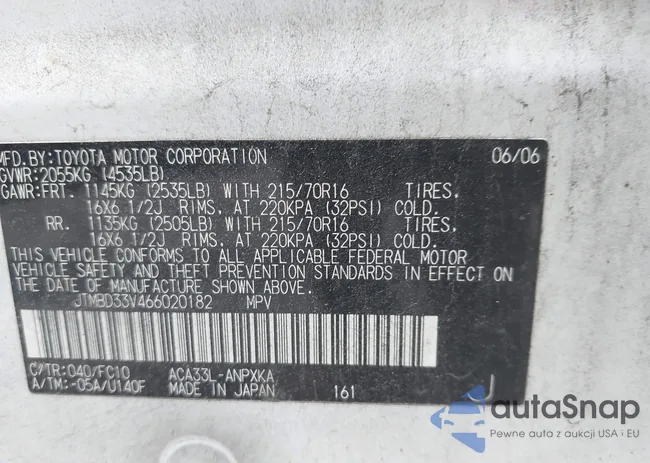 MFD. BY: TOYOTA MOTOR CORPORATION 06/06
GVWR: 2055KG (4535LB)
GAWR: FRT. 1145KG (2535LB) WITH 215/70R16 TIRES,
16X6 1/2J RIMS, AT 220KPA (32PSI) COLD.
RR. 1135KG (2505LB) WITH 215/70R16 TIRES,
16X6 1/2J RIMS, AT 220KPA (32PSI) COLD.
THIS VEHICLE CONFORMS TO ALL APPLICABLE FEDERAL MOTOR
VEHICLE SAFETY AND THEFT PREVENTION STANDARDS IN EFFECT ON
THE DATE OF MANUFACTURE SHOWN ABOVE.
JTMBD33V466020182 MPV
C/TR: 040/FC10 ACA33L-ANPXKA
A/TM: -05A/U140F MADE IN JAPAN 161 J
autaSnap
Pewne auta z aukcji USA i EU